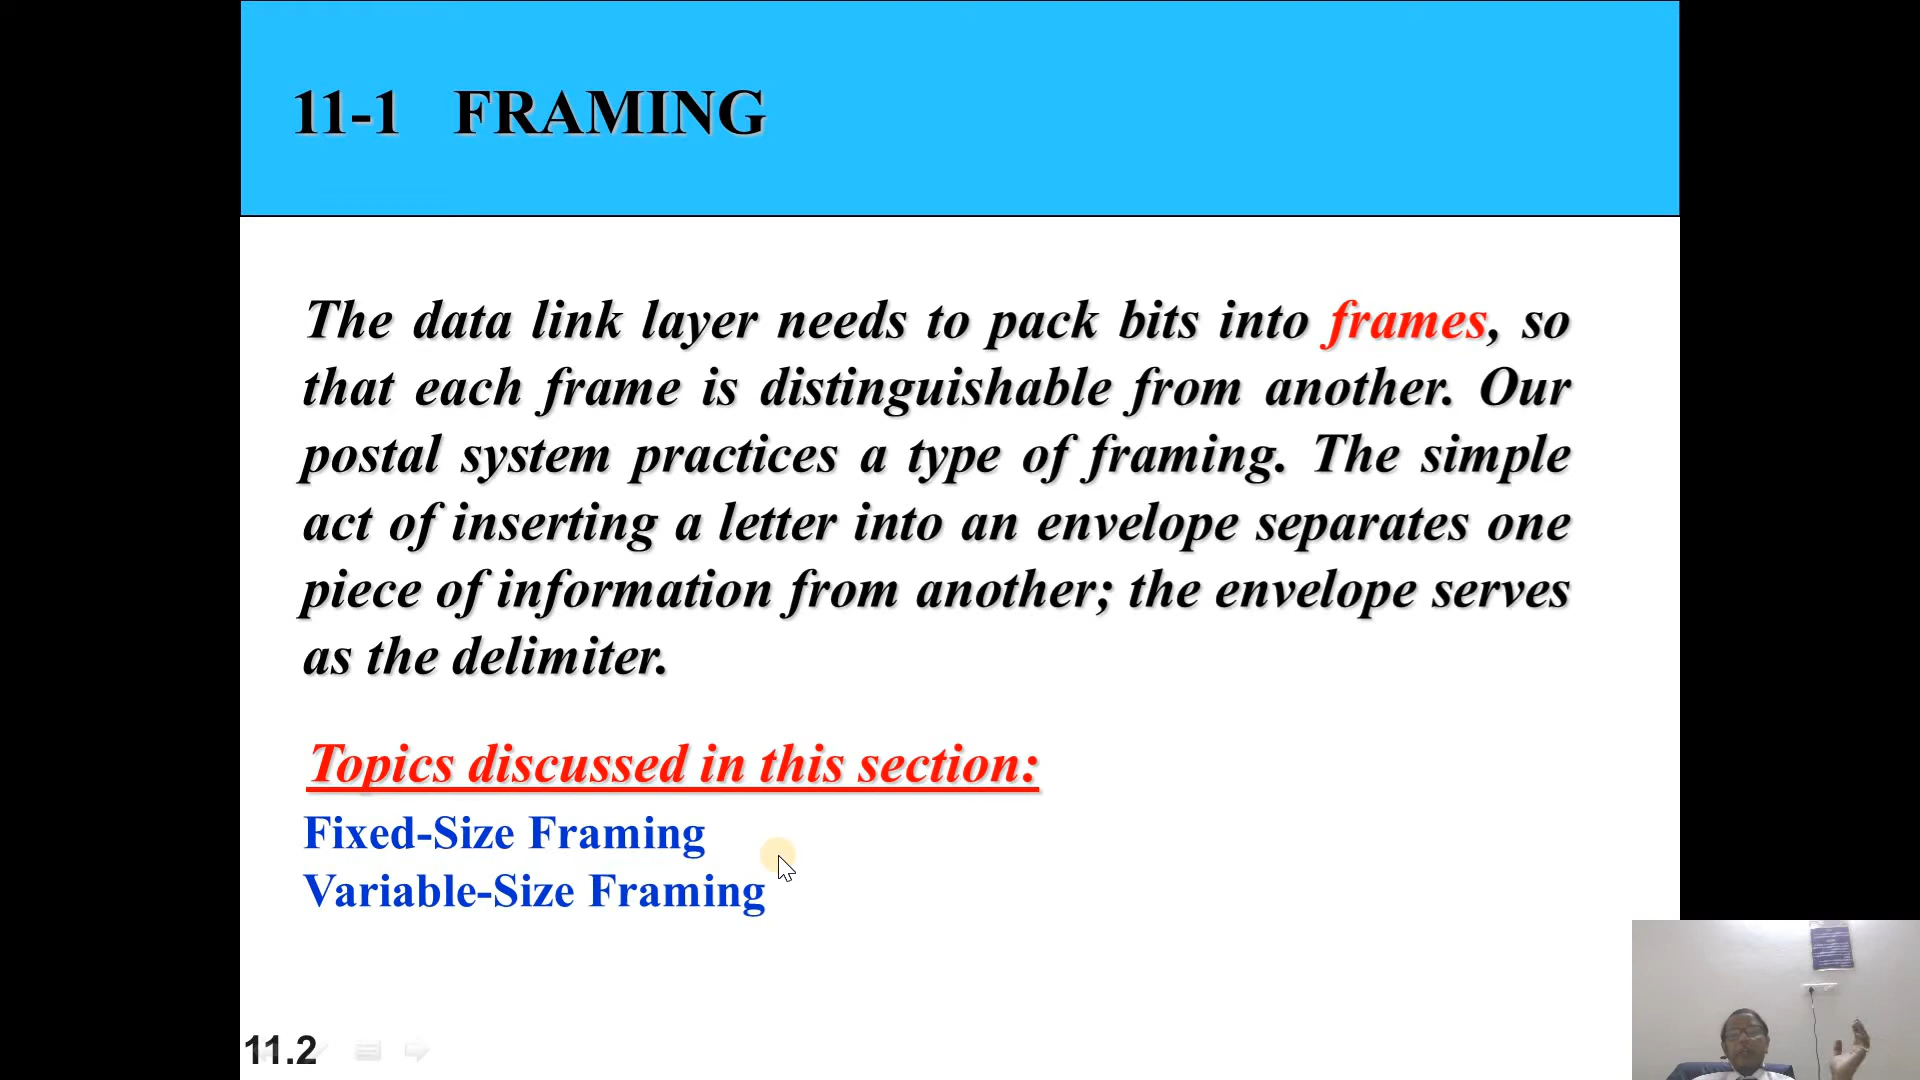 11-1 FRAMING
The data link layer needs to pack bits into frames, so
that each frame is distinguishable from another. Our
postal system practices a type of framing. The simple
act of inserting a letter into an envelope separates one
piece of information from another; the envelope serves
as the delimiter.
Topics discussed in this section:
Fixed-Size Framing
Variable-Size Framing
11.2